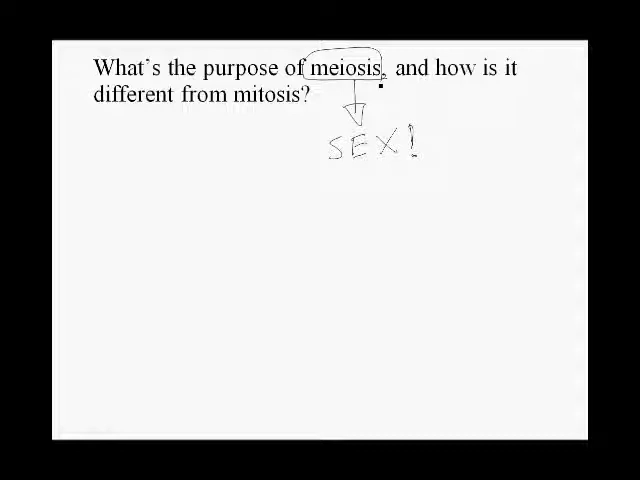 What's the purpose of meiosis, and how is it
different from mitosis?
SEX!